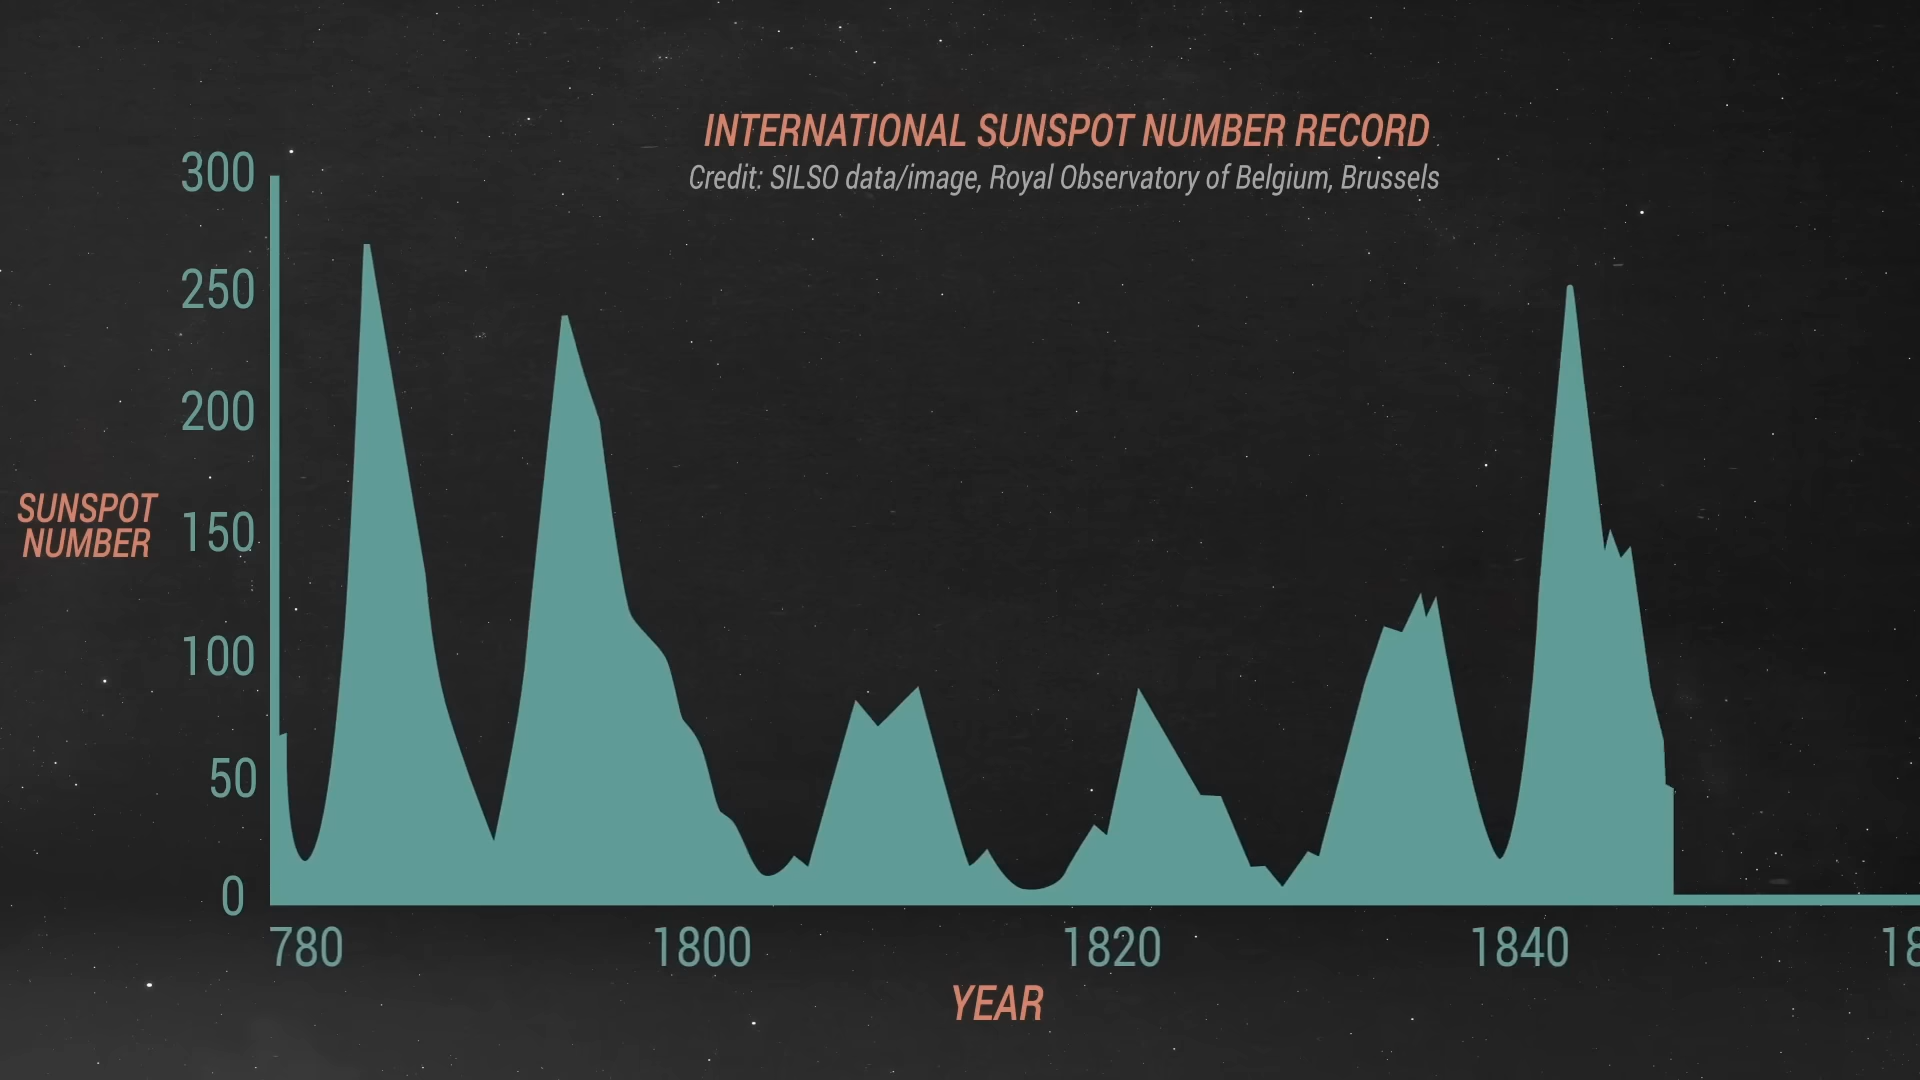 INTERNATIONAL SUNSPOT NUMBER RECORD
Credit: SILSO data/image, Royal Observatory of Belgium, Brussels
300
250
200
150
100
50
0
SUNSPOT
NUMBER
780 1800 1820 1840 18
YEAR